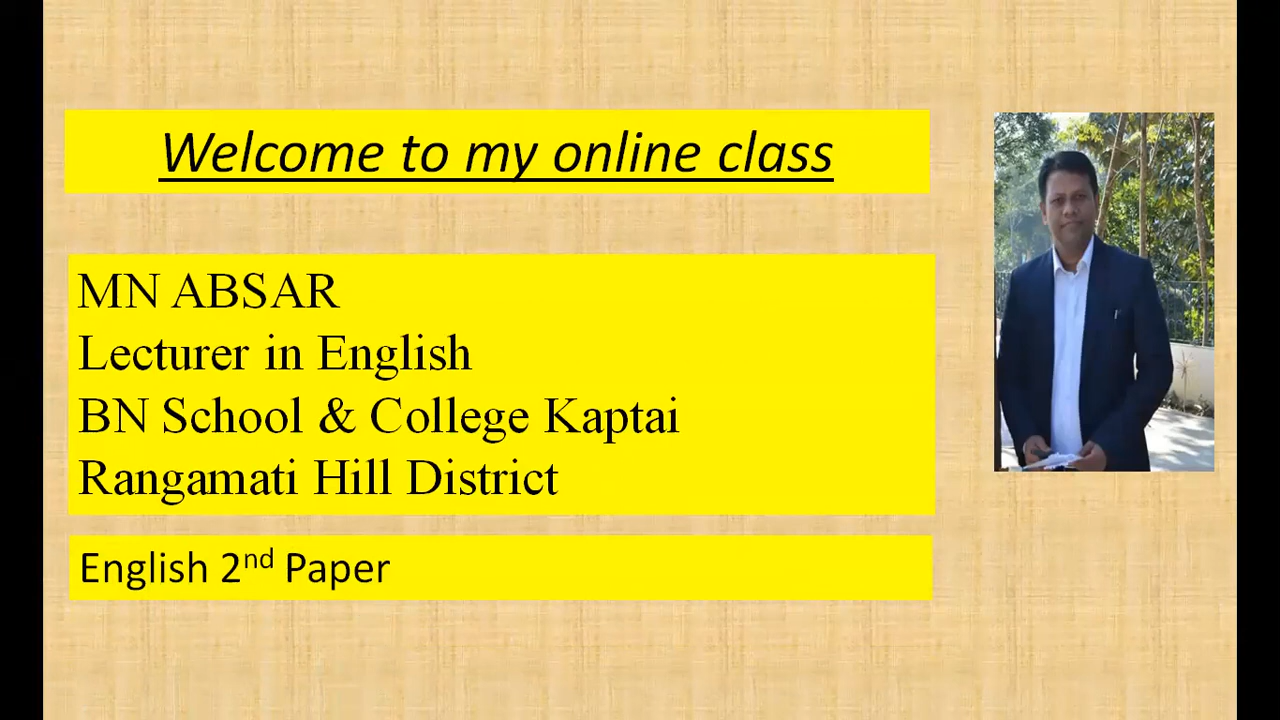 Welcome to my online class
MN ABSAR
Lecturer in English
BN School & College Kaptai
Rangamati Hill District
English 2nd Paper